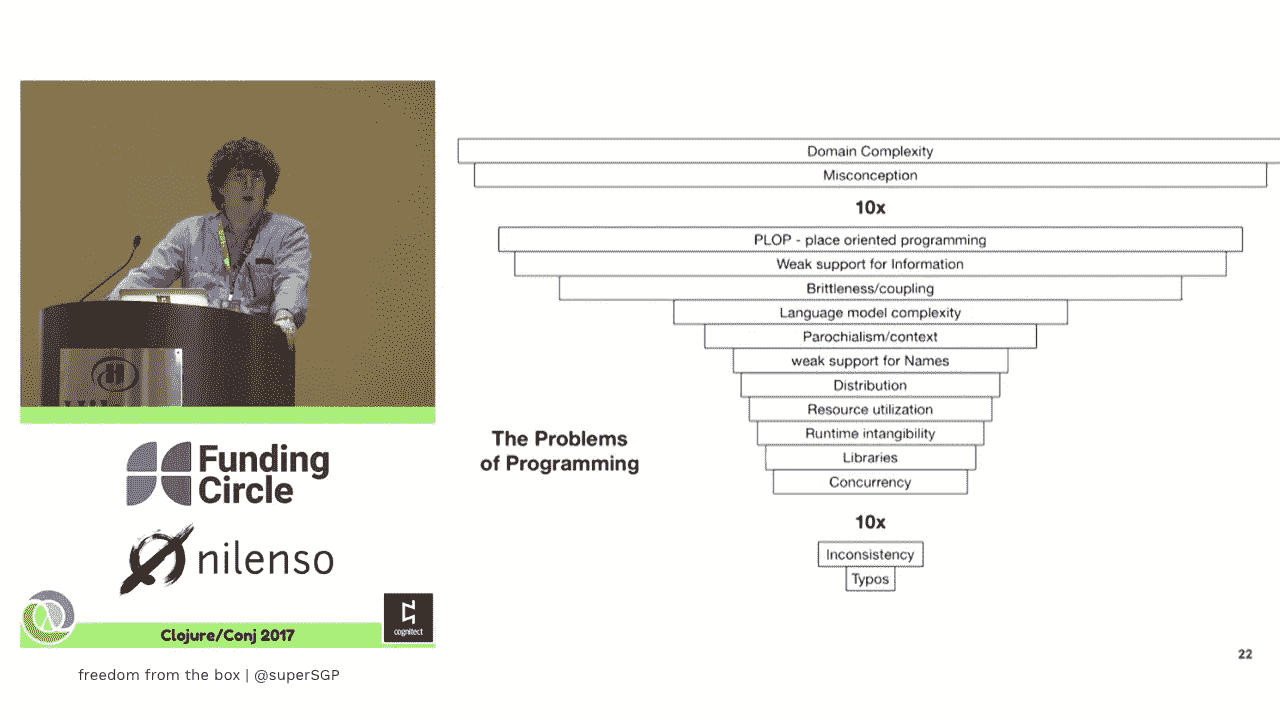 Domain Complexity
Misconception
10x
PLOP - place oriented programming
Weak support for Information
Brittleness/coupling
Language model complexity
Parochialism/context
weak support for Names
Distribution
Resource utilization
Runtime intangibility
Libraries
Concurrency
The Problems
of Programming
10x
Inconsistency
Typos
22
H
Funding
Circle
nilenso
Clojure/Conj 2017
cognitect
freedom from the box | @superSGP